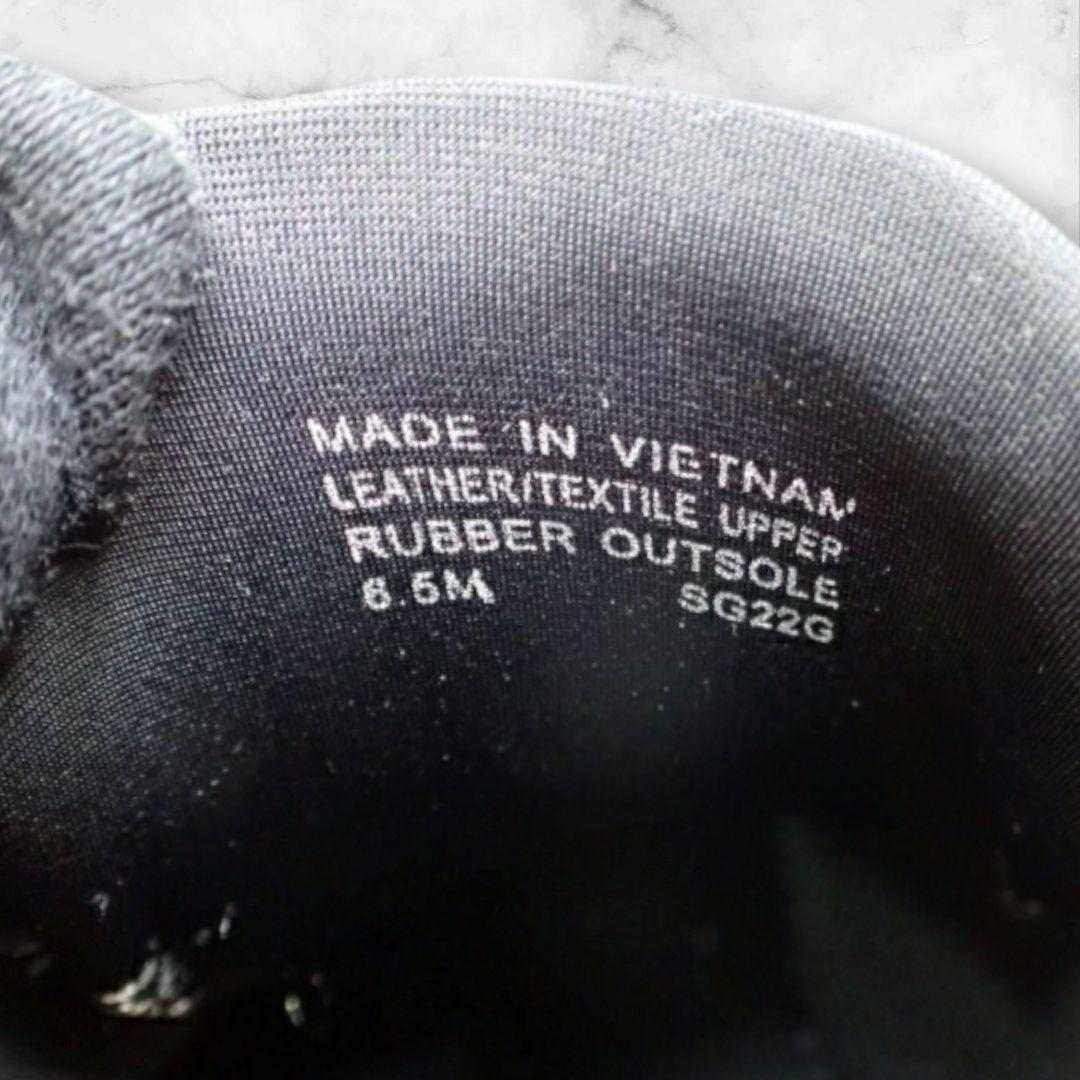 MADE IN VIETNAM
LEATHER/TEXTILE UPPER
RUBBER OUTSOLE
6.5M SG22G